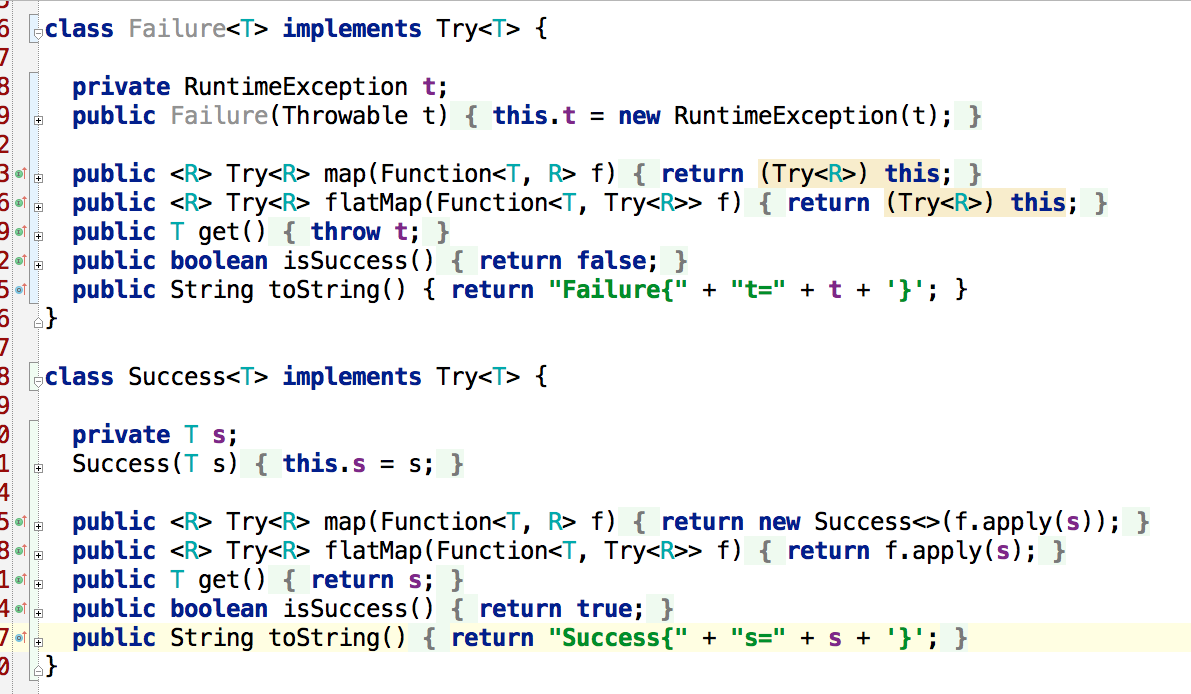 6 class Failure<T> implements Try<T> {
7
8 private RuntimeException t;
9 public Failure(Throwable t) { this.t = new RuntimeException(t); }
2
3 public <R> Try<R> map(Function<T, R> f) { return (Try<R>) this; }
6 public <R> Try<R> flatMap(Function<T, Try<R>> f) { return (Try<R>) this; }
9 public T get() { throw t; }
2 public boolean isSuccess() { return false; }
5 public String toString() { return "Failure{" + "t=" + t + '}'; }
6 }
7
8 class Success<T> implements Try<T> {
9
0 private T s;
1 Success(T s) { this.s = s; }
4
5 public <R> Try<R> map(Function<T, R> f) { return new Success<>(f.apply(s)); }
8 public <R> Try<R> flatMap(Function<T, Try<R>> f) { return f.apply(s); }
1 public T get() { return s; }
4 public boolean isSuccess() { return true; }
7 public String toString() { return "Success{" + "s=" + s + '}'; }
0 }